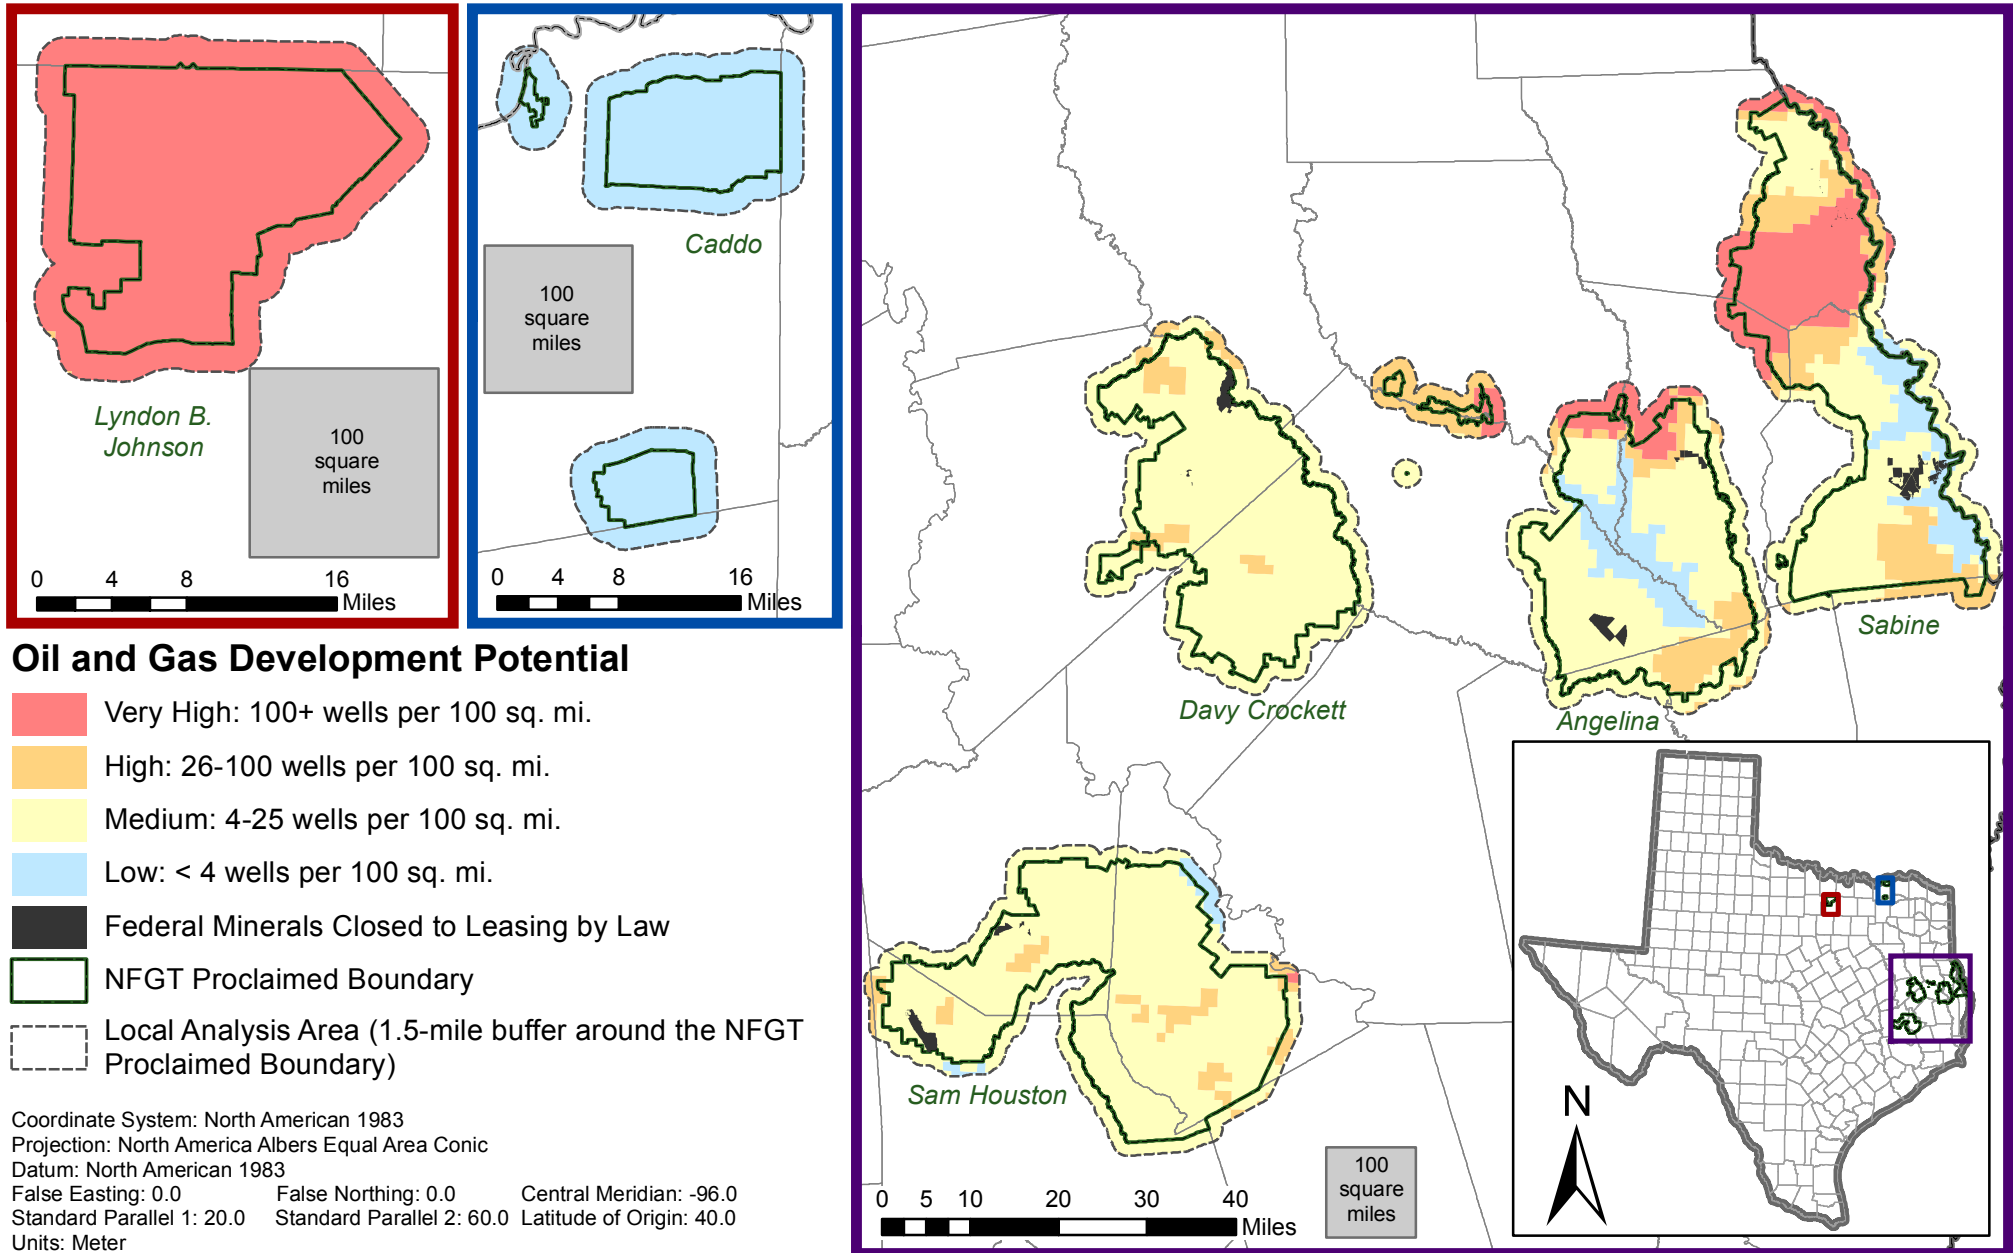 Lyndon B.
Johnson
100
square
miles
0 4 8 16
Miles
Caddo
100
square
miles
0 4 8 16
Miles
Oil and Gas Development Potential
Very High: 100+ wells per 100 sq. mi.
High: 26-100 wells per 100 sq. mi.
Medium: 4-25 wells per 100 sq. mi.
Low: < 4 wells per 100 sq. mi.
Federal Minerals Closed to Leasing by Law
NFGT Proclaimed Boundary
Local Analysis Area (1.5-mile buffer around the NFGT
Proclaimed Boundary)
Coordinate System: North American 1983
Projection: North America Albers Equal Area Conic
Datum: North American 1983
False Easting: 0.0 False Northing: 0.0 Central Meridian: -96.0
Standard Parallel 1: 20.0 Standard Parallel 2: 60.0 Latitude of Origin: 40.0
Units: Meter
Sabine
Davy Crockett
Angelina
Sam Houston
0 5 10 20 30 40
Miles
100
square
miles
N